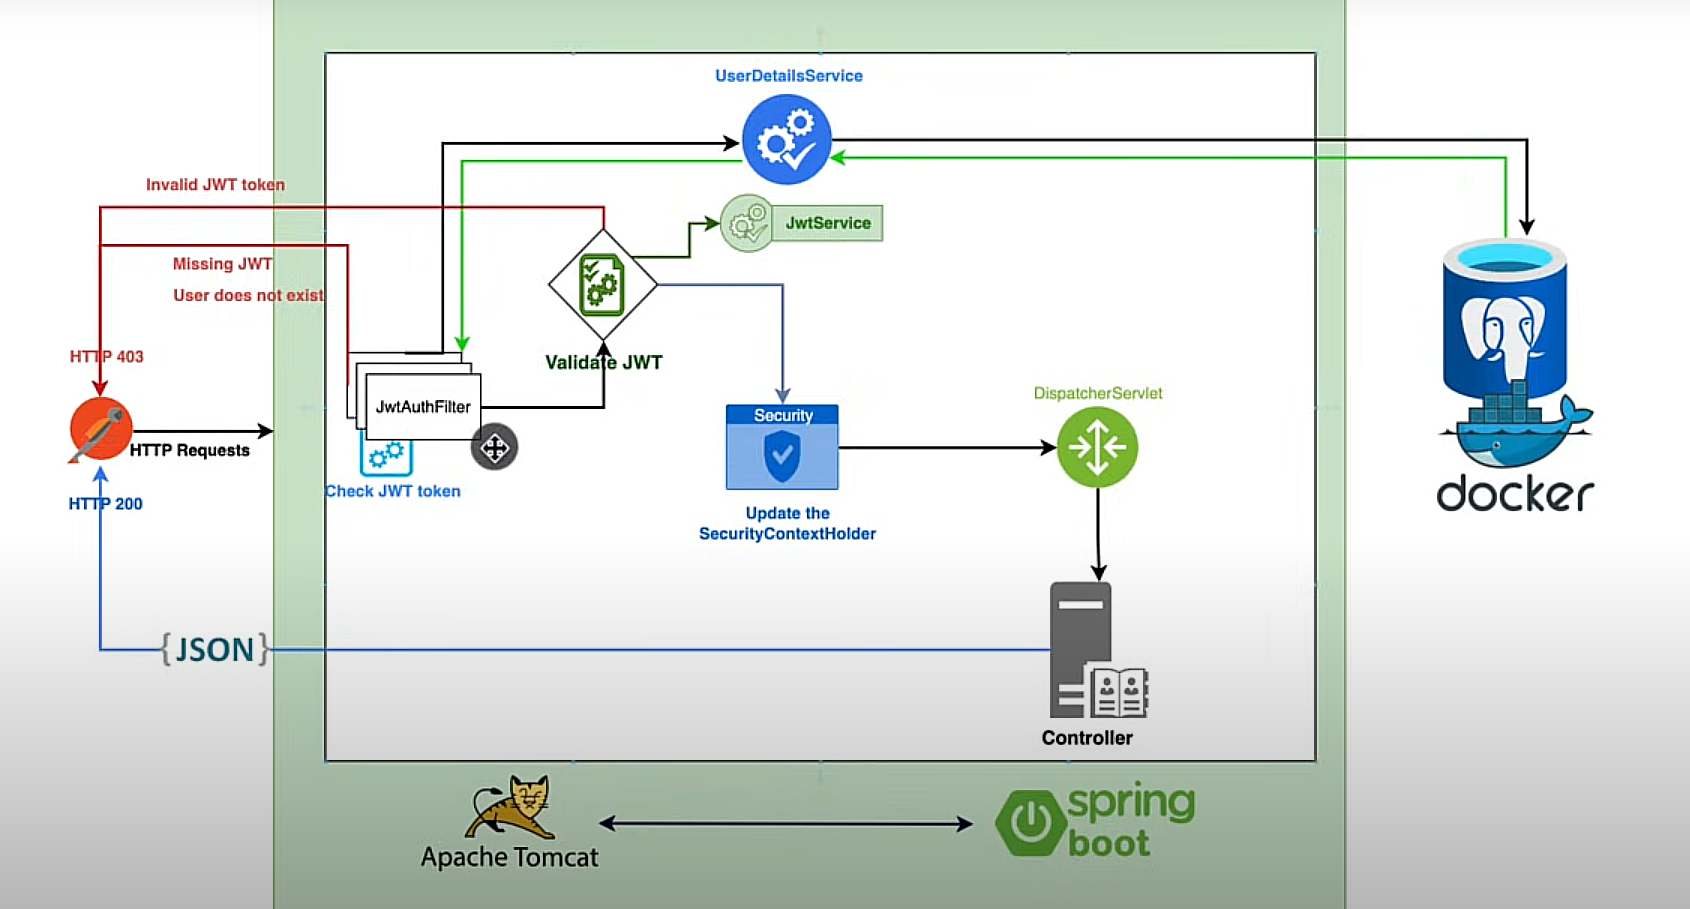 UserDetailsService
Invalid JWT token
JwtService
Missing JWT
User does not exist
HTTP 403
Validate JWT
DispatcherServlet
JwtAuthFilter
Security
HTTP Requests
Check JWT token
HTTP 200
Update the
SecurityContextHolder
docker
{JSON}
Controller
Apache Tomcat
spring
boot